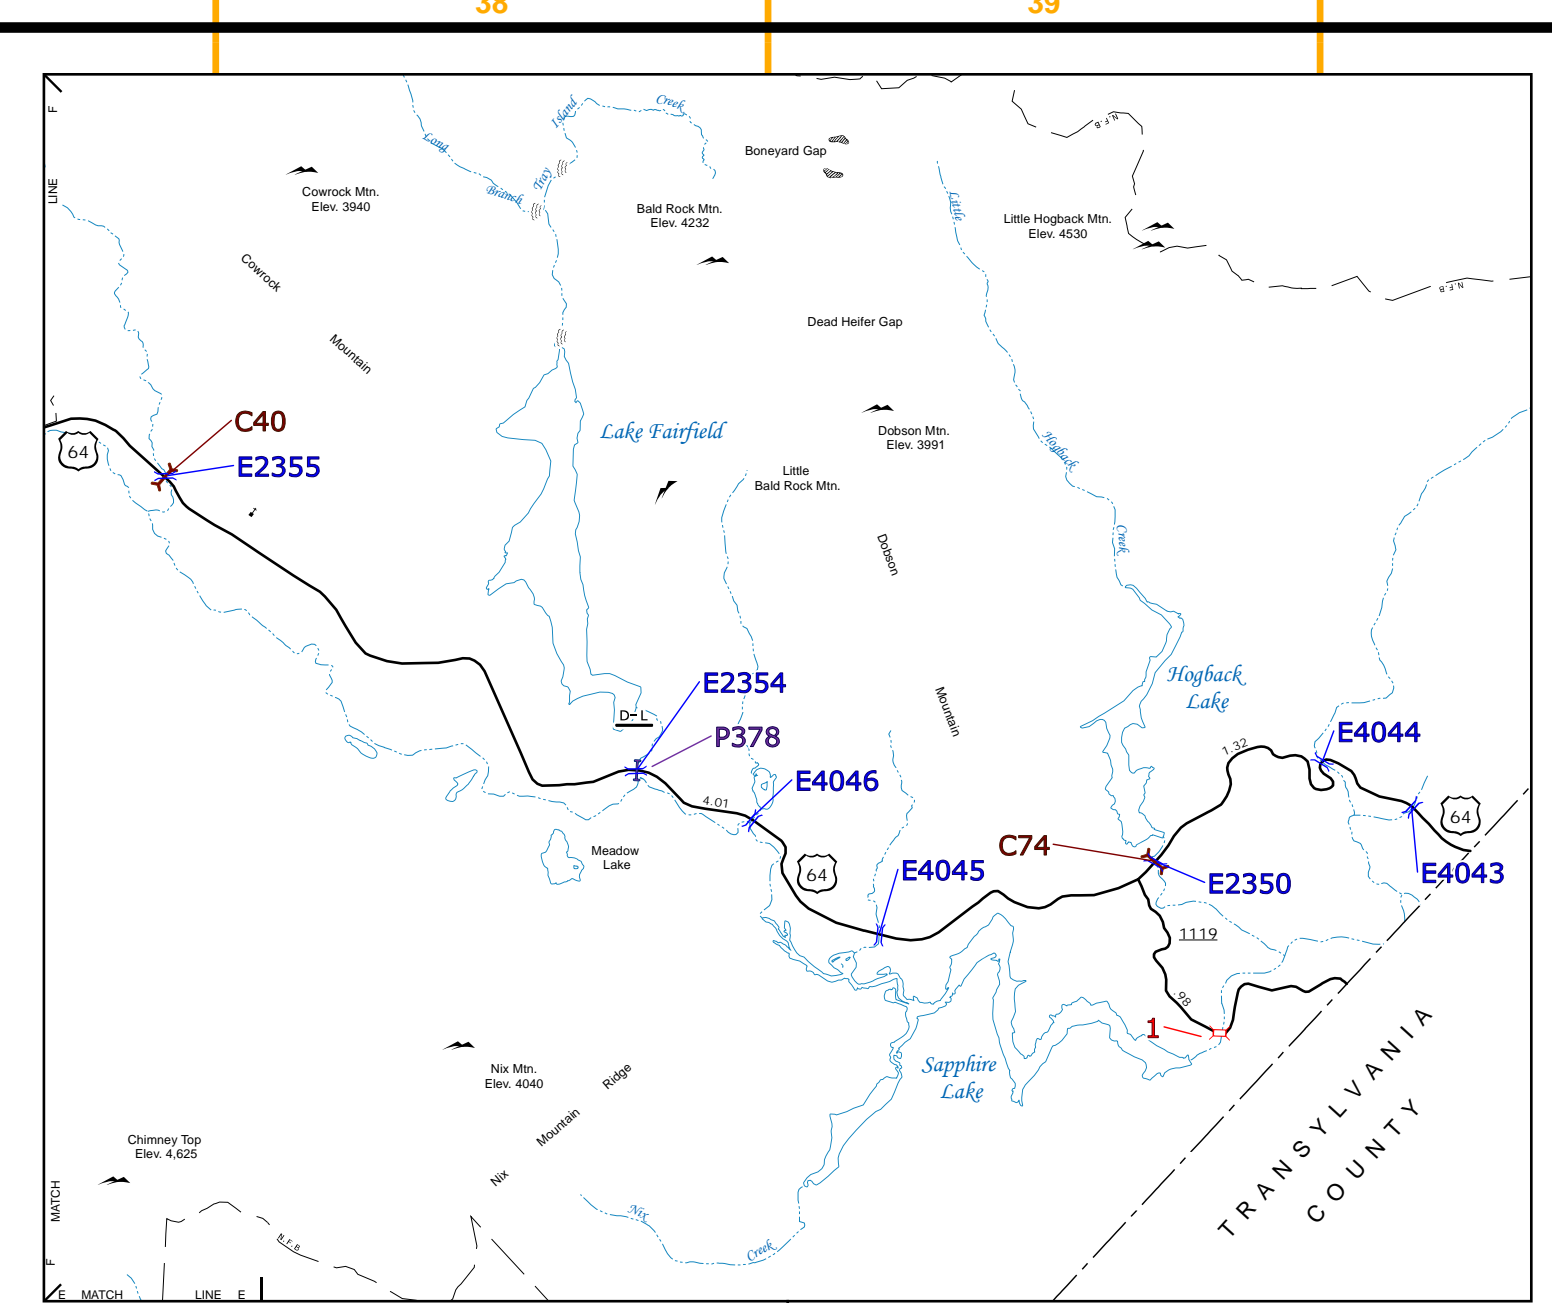 38
39
F
LINE
Long
Branch
Tray
Island
Creek
Boneyard Gap
N.F.B
Cowrock Mtn.
Elev. 3940
Bald Rock Mtn.
Elev. 4232
Little
Little Hogback Mtn.
Elev. 4530
Cowrock
Mountain
N.F.B
Dead Heifer Gap
C40
64
E2355
Lake Fairfield
Dobson Mtn.
Elev. 3991
Hogback
Creek
Little
Bald Rock Mtn.
Dobson
Mountain
Hogback
Lake
E2354
D-L
P378
E4044
1.32
E4046
4.01
64
64
Meadow
Lake
C74
E4045
E2350
E4043
1119
.98
1
Sapphire
Lake
TRANSYLVANIA
COUNTY
Nix Mtn.
Elev. 4040
Nix
Mountain
Ridge
Chimney Top
Elev. 4,625
MATCH
F
N.F.B
Nix
Creek
E MATCH LINE E